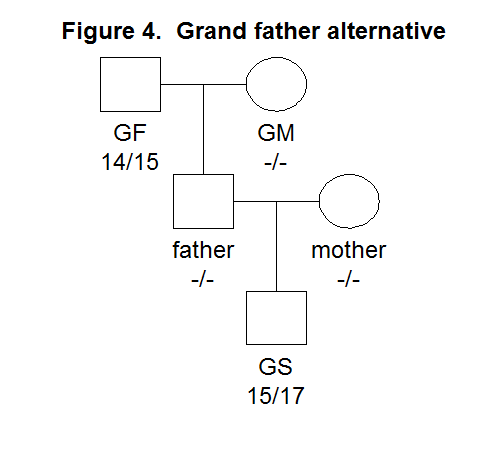 Figure 4. Grand father alternative
GF GM
14/15 -/-
father mother
-/- -/-
GS
15/17